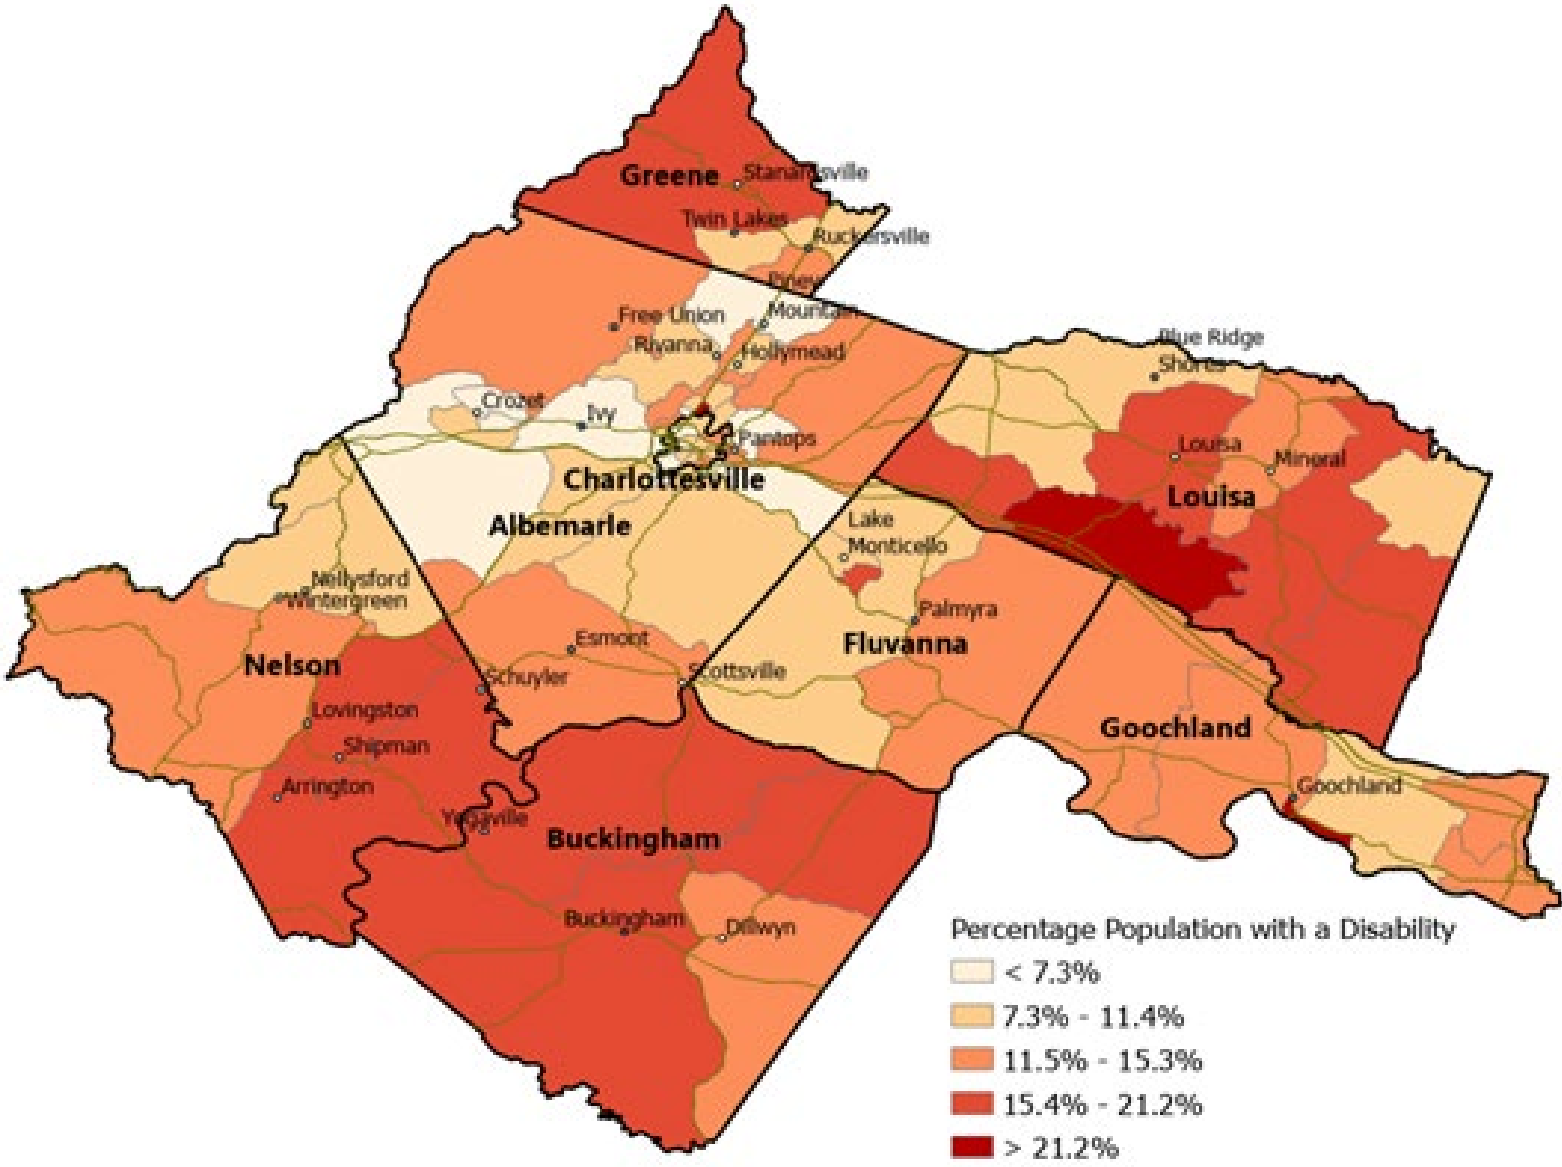 Greene
Stanardsville
Twin Lakes
Ruckersville
Piney
Mountain
Free Union
Rivanna
Hollymead
Blue Ridge
Shores
Crozet
Ivy
Pantops
Louisa
Mineral
Charlottesville
Louisa
Albemarle
Lake
Monticello
Nellysford
Wintergreen
Palmyra
Esmont
Fluvanna
Nelson
Schuyler
Scottsville
Lovingston
Goochland
Shipman
Arrington
Goochland
Yogaville
Buckingham
Buckingham
Dillwyn
Percentage Population with a Disability
< 7.3%
7.3% - 11.4%
11.5% - 15.3%
15.4% - 21.2%
> 21.2%